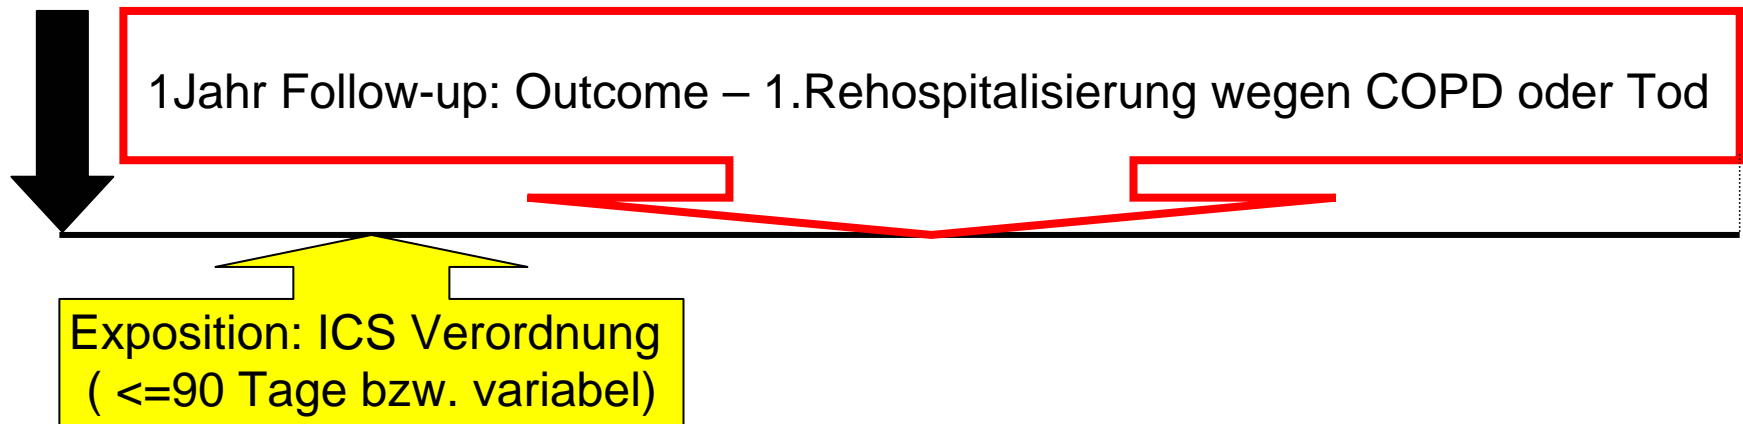 1Jahr Follow-up: Outcome – 1.Rehospitalisierung wegen COPD oder Tod
Exposition: ICS Verordnung
( <=90 Tage bzw. variabel)